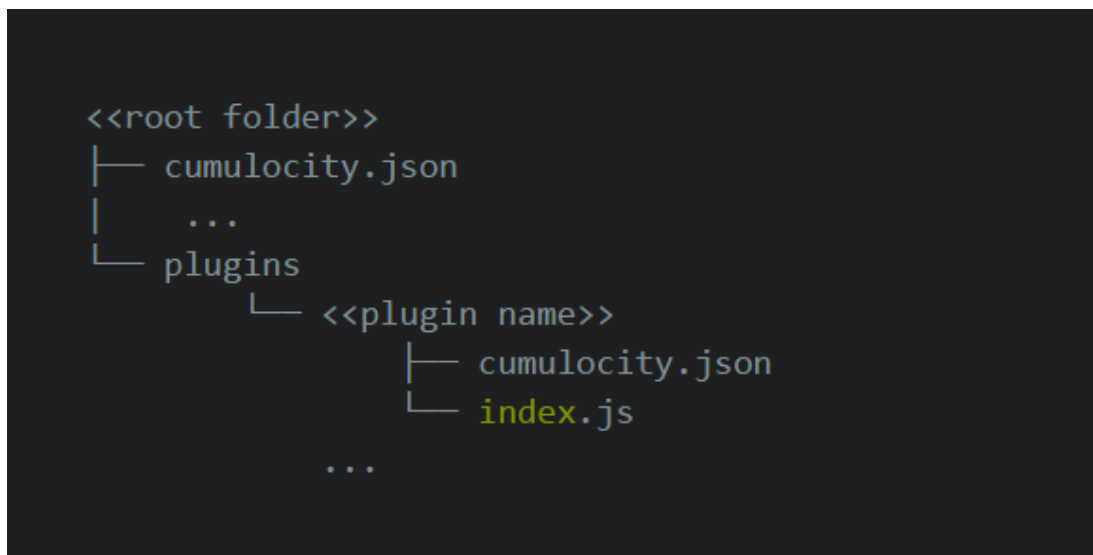 <<root folder>>
├── cumulocity.json
│    ...
└── plugins
└── <<plugin name>>
├── cumulocity.json
└── index.js
...